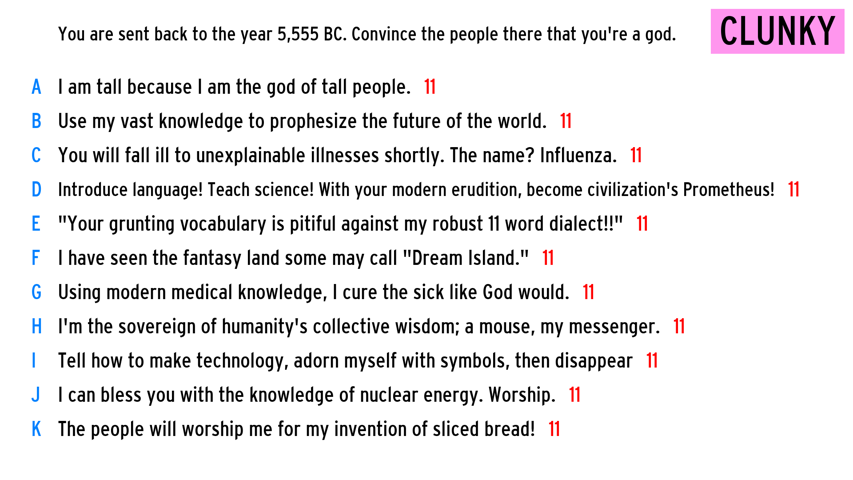 You are sent back to the year 5,555 BC. Convince the people there that you're a god.
CLUNKY
A I am tall because I am the god of tall people. 11
B Use my vast knowledge to prophesize the future of the world. 11
C You will fall ill to unexplainable illnesses shortly. The name? Influenza. 11
D Introduce language! Teach science! With your modern erudition, become civilization's Prometheus! 11
E "Your grunting vocabulary is pitiful against my robust 11 word dialect!!" 11
F I have seen the fantasy land some may call "Dream Island." 11
G Using modern medical knowledge, I cure the sick like God would. 11
H I'm the sovereign of humanity's collective wisdom; a mouse, my messenger. 11
I Tell how to make technology, adorn myself with symbols, then disappear 11
J I can bless you with the knowledge of nuclear energy. Worship. 11
K The people will worship me for my invention of sliced bread! 11